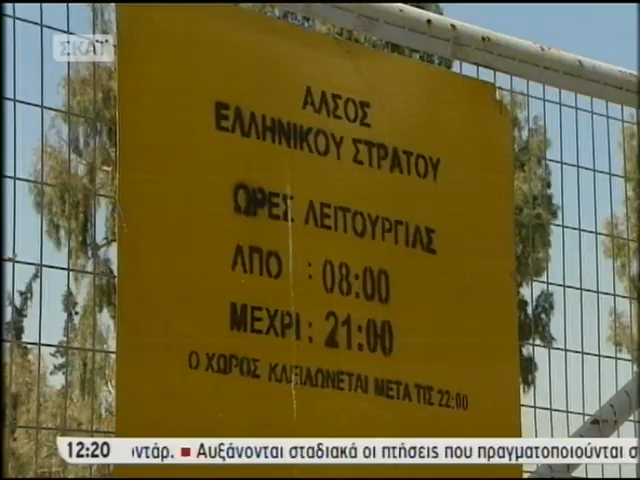 ΣΚΑΪ
ΑΛΣΟΣ
ΕΛΛΗΝΙΚΟΥ ΣΤΡΑΤΟΥ
ΩΡΕΣ ΛΕΙΤΟΥΡΓΙΑΣ
ΑΠΟ : 08:00
ΜΕΧΡΙ : 21:00
Ο ΧΩΡΟΣ ΚΛΕΙΔΩΝΕΤΑΙ ΜΕΤΑ ΤΙΣ 22:00
12:20 οντάρ. ■ Αυξάνονται σταδιακά οι πτήσεις που πραγματοποιούνται σ